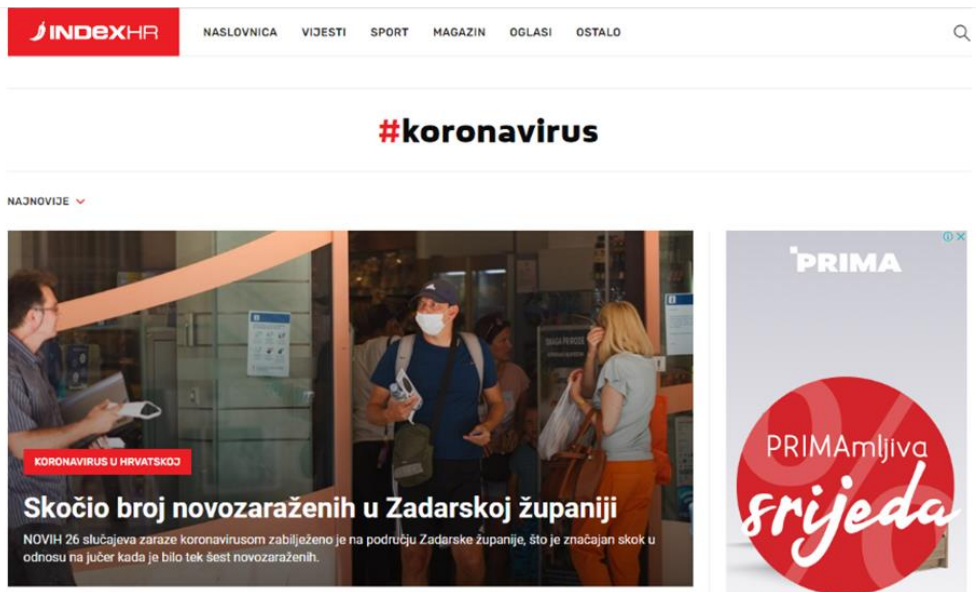 INDEXHR
NASLOVNICA VIJESTI SPORT MAGAZIN OGLASI OSTALO
#koronavirus
NAJNOVIJE
KORONAVIRUS U HRVATSKOJ
Skočio broj novozaraženih u Zadarskoj županiji
NOVIH 26 slučajeva zaraze koronavirusom zabilježeno je na području Zadarske županije, što je značajan skok u
odnosu na jučer kada je bilo tek šest novozaraženih.
PRIMA
PRIMAmljiva
srijeda